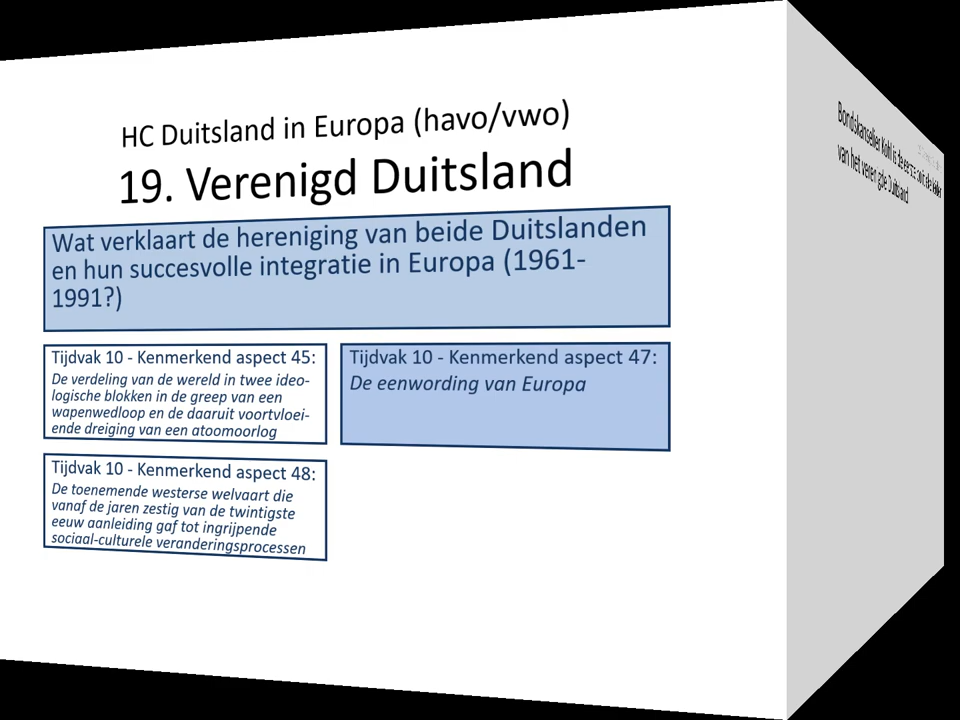 HC Duitsland in Europa (havo/vwo)
19. Verenigd Duitsland
Wat verklaart de hereniging van beide Duitslanden
en hun succesvolle integratie in Europa (1961-
1991?)
Tijdvak 10 - Kenmerkend aspect 45:
De verdeling van de wereld in twee ideo-
logische blokken in de greep van een
wapenwedloop en de daaruit voortvloei-
ende dreiging van een atoomoorlog
Tijdvak 10 - Kenmerkend aspect 47:
De eenwording van Europa
Tijdvak 10 - Kenmerkend aspect 48:
De toenemende westerse welvaart die
vanaf de jaren zestig van de twintigste
eeuw aanleiding gaf tot ingrijpende
sociaal-culturele veranderingsprocessen
Bondskanselier Kohl is de eerste
van het verenigde Duitsland